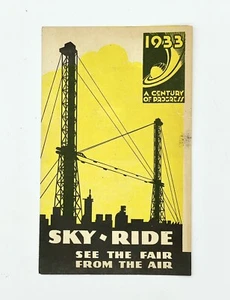 1933
A CENTURY
OF PROGRESS
SKY • RIDE
SEE THE FAIR
FROM THE AIR